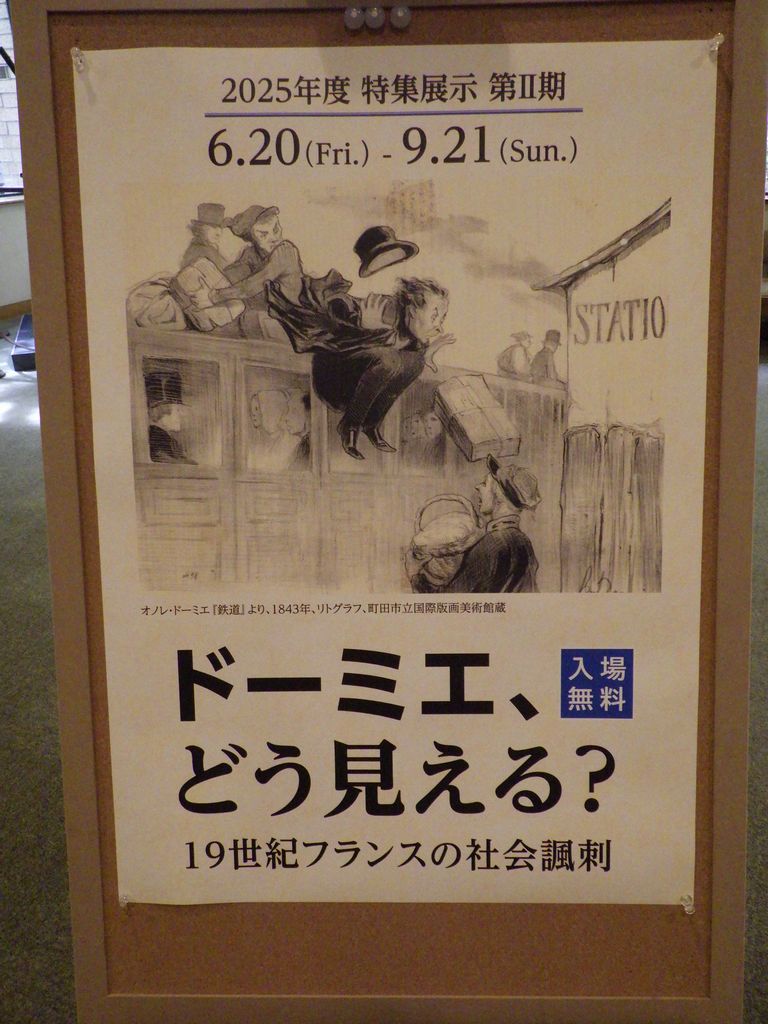 2025年度 特集展示 第Ⅱ期
6.20(Fri.) - 9.21(Sun.)
STATIO
オノレ・ドーミエ『鉄道』より、1843年、リトグラフ、町田市立国際版画美術館蔵
ドーミエ、
入場
無料
どう見える?
19世紀フランスの社会諷刺